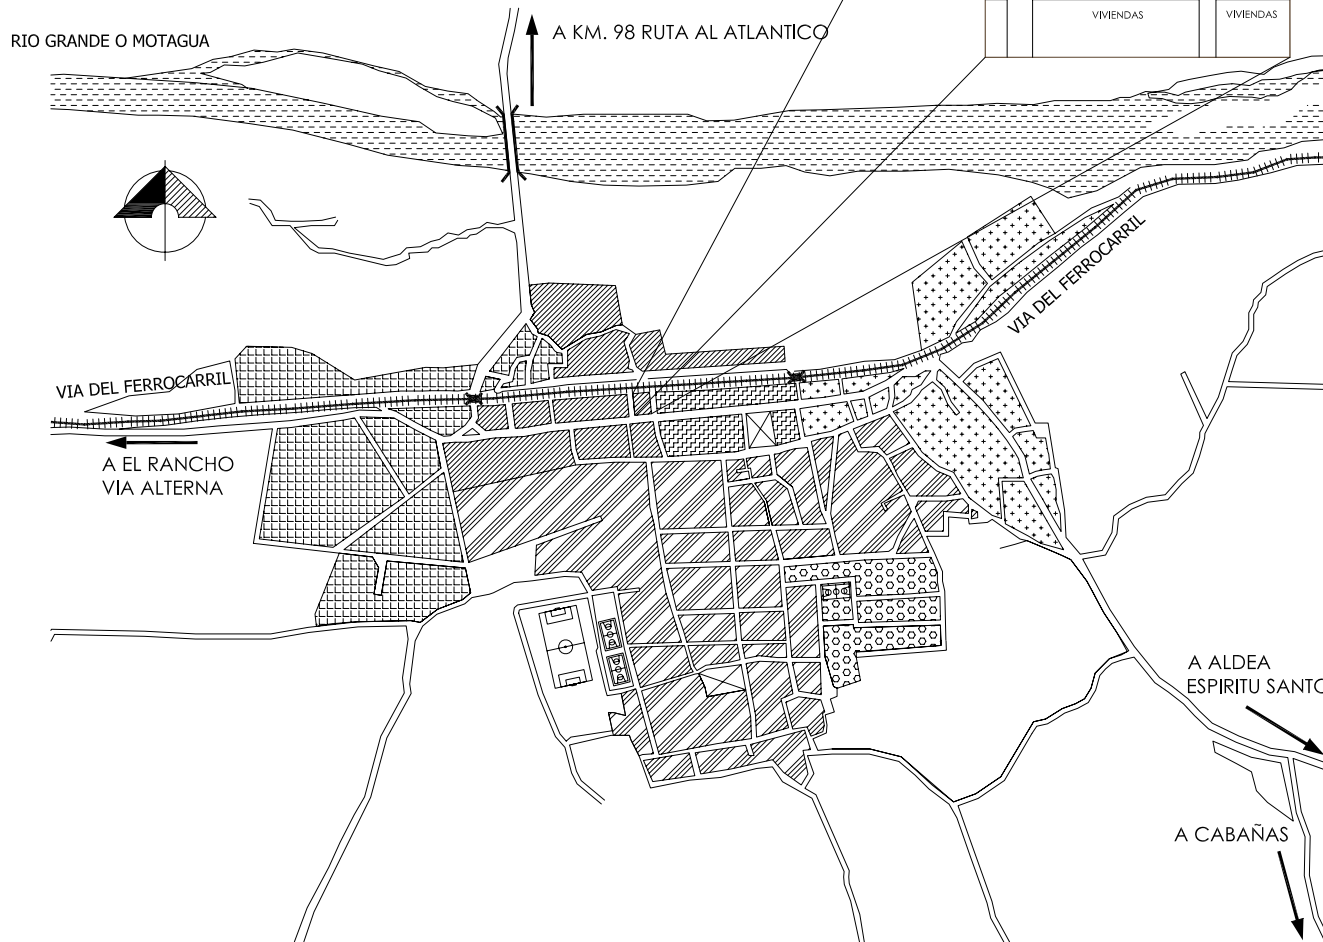 VIVIENDAS
VIVIENDAS
A KM. 98 RUTA AL ATLANTICO
RIO GRANDE O MOTAGUA
VIA DEL FERROCARRIL
VIA DEL FERROCARRIL
A EL RANCHO
VIA ALTERNA
A ALDEA
ESPIRITU SANTO
A CABAÑAS